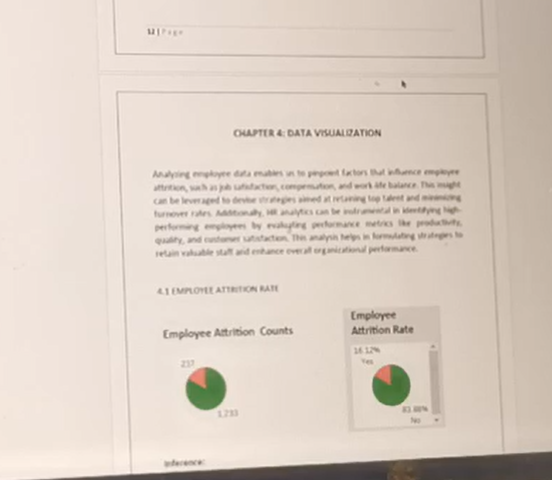 12 | Page
CHAPTER 4: DATA VISUALIZATION
Analyzing employee data enables us to pinpoint factors that influence employee
attrition, such as job satisfaction, compensation, and work-life balance. This insight
can be leveraged to devise strategies aimed at retaining top talent and minimizing
turnover rates. Additionally, HR analytics can be instrumental in identifying high-
performing employees by evaluating performance metrics like productivity,
quality, and customer satisfaction. This analysis helps in formulating strategies to
retain valuable staff and enhance overall organizational performance.
4.1 EMPLOYEE ATTRITION RATE
Employee Attrition Counts
237
1,233
Employee
Attrition Rate
16.12%
Yes
83.88%
No
Inference: